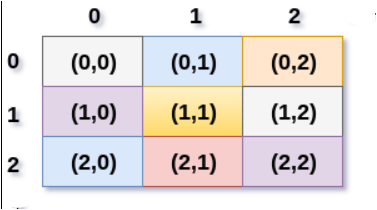 0 1 2
0 (0,0) (0,1) (0,2)
1 (1,0) (1,1) (1,2)
2 (2,0) (2,1) (2,2)